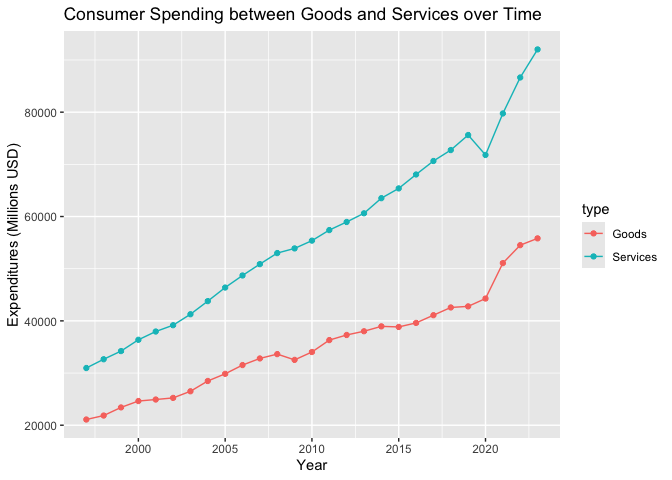 Consumer Spending between Goods and Services over Time
Expenditures (Millions USD)
80000
60000
40000
20000
2000 2005 2010 2015 2020
Year
type
Goods
Services